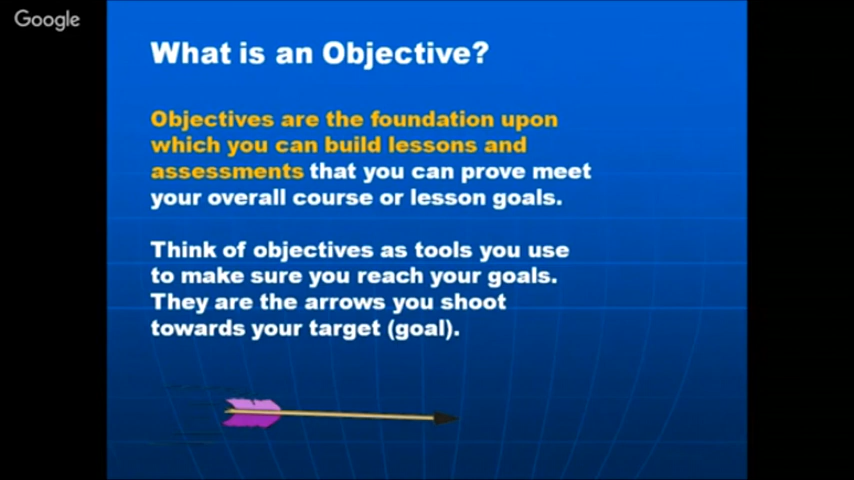 Google
What is an Objective?
Objectives are the foundation upon
which you can build lessons and
assessments that you can prove meet
your overall course or lesson goals.
Think of objectives as tools you use
to make sure you reach your goals.
They are the arrows you shoot
towards your target (goal).